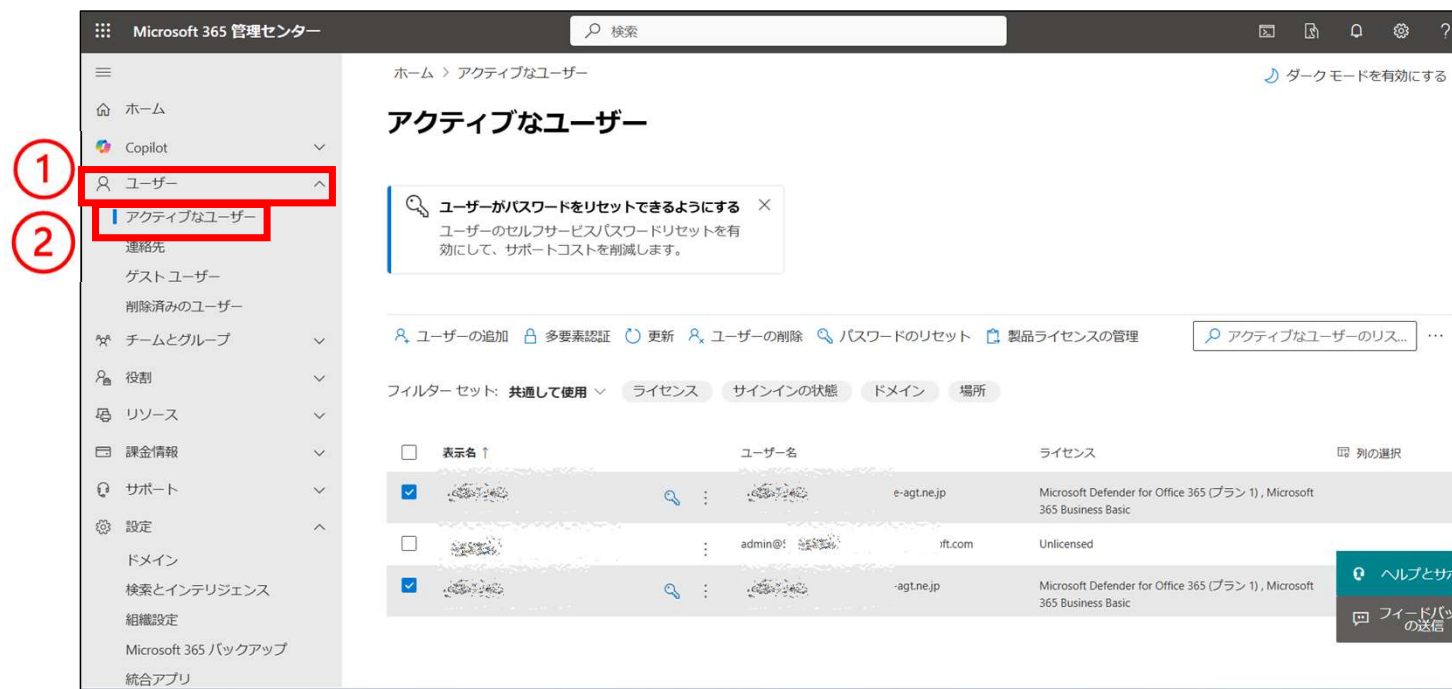 Microsoft 365 管理センター
検索
ホーム > アクティブなユーザー
ダーク モードを有効にする
ホーム
Copilot
① ユーザー
② アクティブなユーザー
連絡先
ゲスト ユーザー
削除済みのユーザー
チームとグループ
役割
リソース
課金情報
サポート
設定
ドメイン
検索とインテリジェンス
組織設定
Microsoft 365 バックアップ
統合アプリ
アクティブなユーザー
ユーザーがパスワードをリセットできるようにする
ユーザーのセルフサービスパスワードリセットを有
効にして、サポートコストを削減します。
ユーザーの追加 多要素認証 更新 ユーザーの削除 パスワードのリセット 製品ライセンスの管理 アクティブなユーザーのリス... ...
フィルター セット: 共通して使用 ライセンス サインインの状態 ドメイン 場所
表示名 ↑ ユーザー名 ライセンス 列の選択
e-agt.ne.jp Microsoft Defender for Office 365 (プラン 1) , Microsoft
365 Business Basic
admin@ ft.com Unlicensed
-agt.ne.jp Microsoft Defender for Office 365 (プラン 1) , Microsoft
365 Business Basic
ヘルプとサポ
フィードバッ
の送信